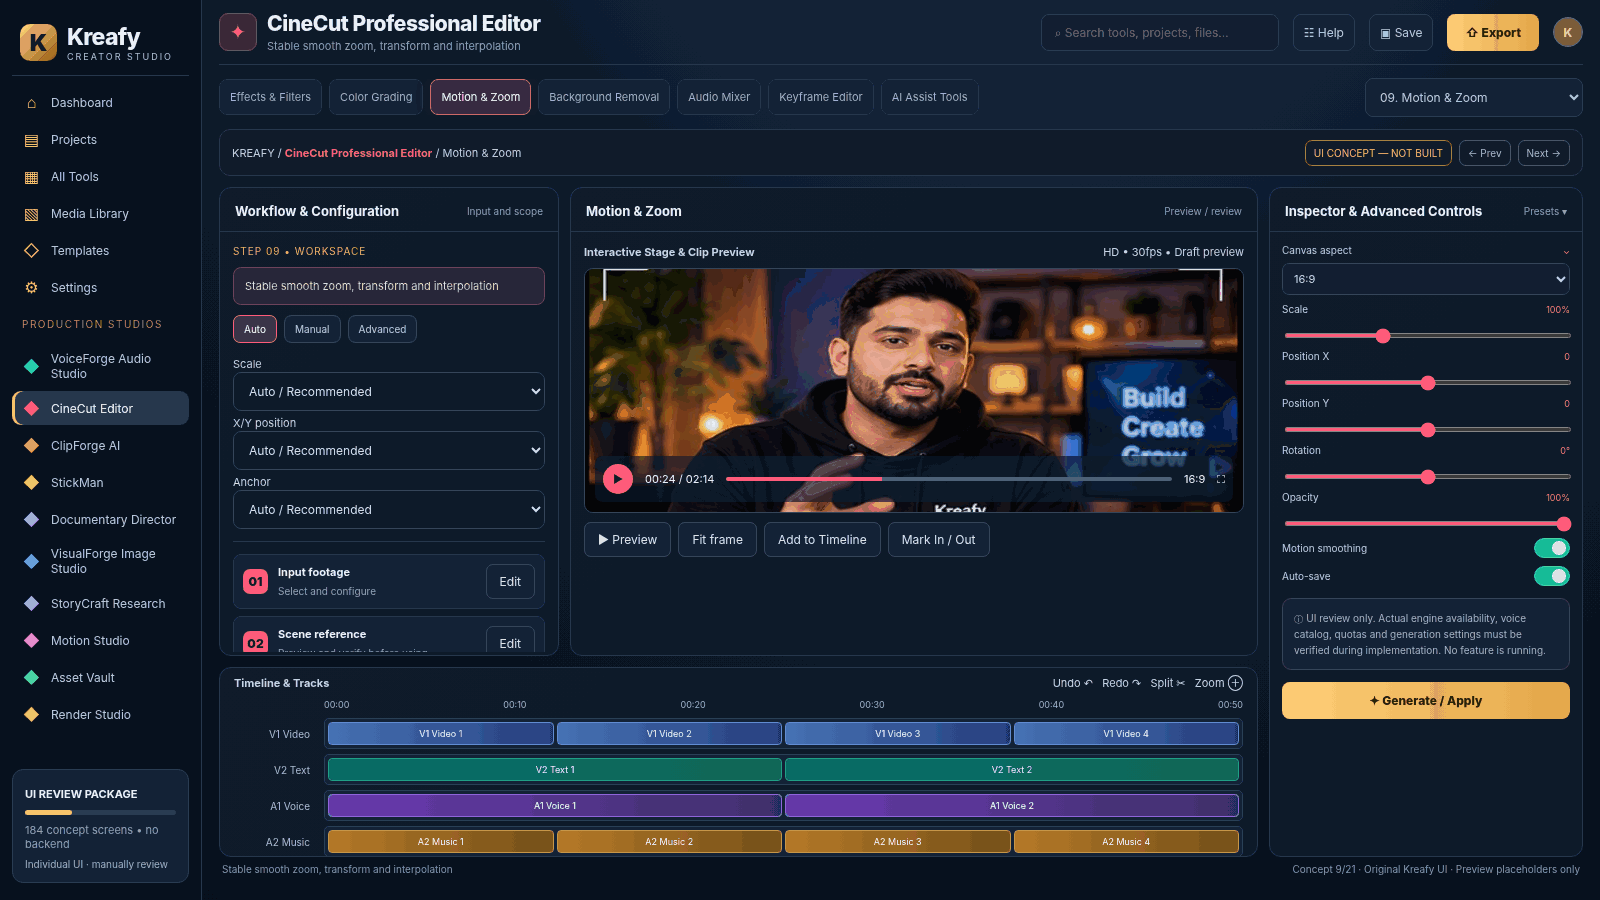 K
Kreafy
CREATOR STUDIO
Dashboard
Projects
All Tools
Media Library
Templates
Settings
PRODUCTION STUDIOS
VoiceForge Audio
Studio
CineCut Editor
ClipForge AI
StickMan
Documentary Director
VisualForge Image
Studio
StoryCraft Research
Motion Studio
Asset Vault
Render Studio
UI REVIEW PACKAGE
184 concept screens • no
backend
Individual UI · manually review
CineCut Professional Editor
Stable smooth zoom, transform and interpolation
Search tools, projects, files...
Help
Save
Export
K
Effects & Filters
Color Grading
Motion & Zoom
Background Removal
Audio Mixer
Keyframe Editor
AI Assist Tools
09. Motion & Zoom
KREAFY / CineCut Professional Editor / Motion & Zoom
UI CONCEPT — NOT BUILT
← Prev
Next →
Workflow & Configuration
Input and scope
STEP 09 • WORKSPACE
Stable smooth zoom, transform and interpolation
Auto
Manual
Advanced
Scale
Auto / Recommended
X/Y position
Auto / Recommended
Anchor
Auto / Recommended
01
Input footage
Select and configure
Edit
02
Scene reference
Edit
Motion & Zoom
Preview / review
Interactive Stage & Clip Preview
HD • 30fps • Draft preview
Build
Create
Grow
00:24 / 02:14
16:9
Kreafy
▶ Preview
Fit frame
Add to Timeline
Mark In / Out
Inspector & Advanced Controls
Presets ▾
Canvas aspect
16:9
Scale
100%
Position X
0
Position Y
0
Rotation
0°
Opacity
100%
Motion smoothing
Auto-save
ⓘ UI review only. Actual engine availability, voice
catalog, quotas and generation settings must be
verified during implementation. No feature is running.
✦ Generate / Apply
Timeline & Tracks
Undo ↶ Redo ↷ Split ✂ Zoom
00:00
00:10
00:20
00:30
00:40
00:50
V1 Video
V1 Video 1
V1 Video 2
V1 Video 3
V1 Video 4
V2 Text
V2 Text 1
V2 Text 2
A1 Voice
A1 Voice 1
A1 Voice 2
A2 Music
A2 Music 1
A2 Music 2
A2 Music 3
A2 Music 4
Stable smooth zoom, transform and interpolation
Concept 9/21 · Original Kreafy UI · Preview placeholders only